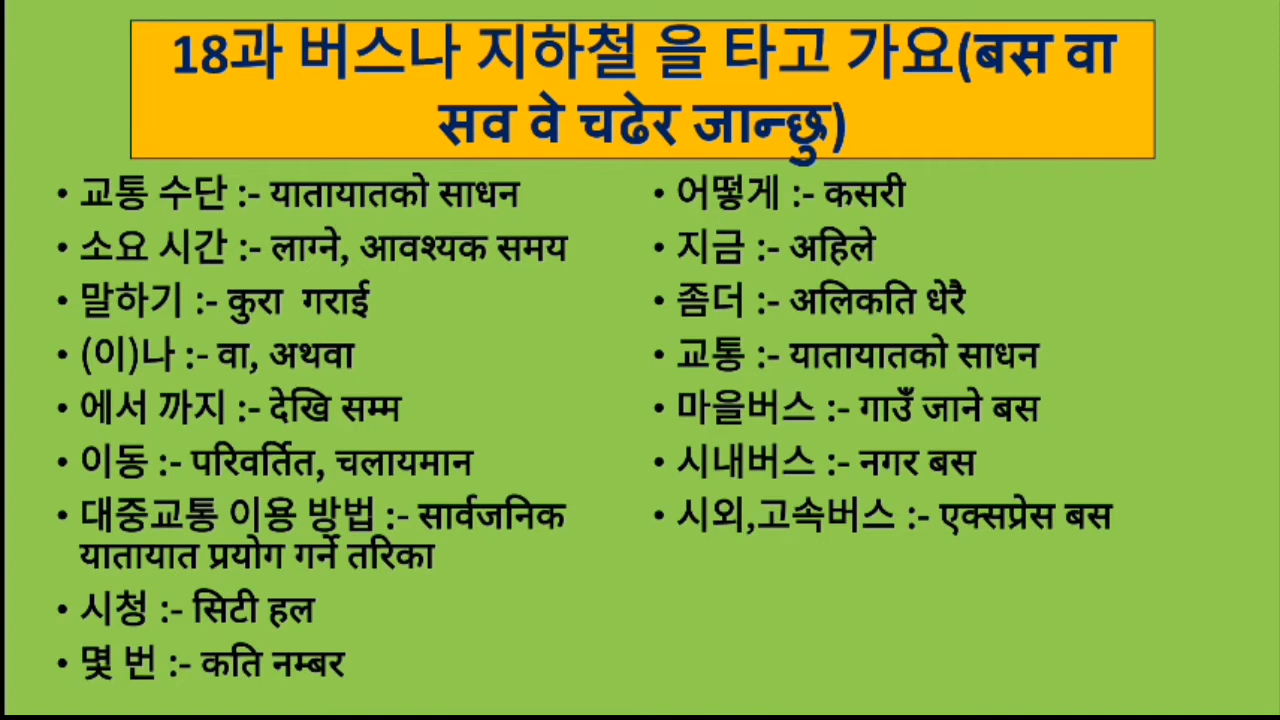 18과 버스나 지하철 을 타고 가요(बस वा
सव वे चढेर जान्छु)
• 교통 수단 :- यातायातको साधन
• 소요 시간 :- लाग्ने, आवश्यक समय
• 말하기 :- कुरा गराई
• (이)나 :- वा, अथवा
• 에서 까지 :- देखि सम्म
• 이동 :- परिवर्तित, चलायमान
• 대중교통 이용 방법 :- सार्वजनिक
यातायात प्रयोग गर्ने तरिका
• 시청 :- सिटी हल
• 몇 번 :- कति नम्बर
• 어떻게 :- कसरी
• 지금 :- अहिले
• 좀더 :- अलिकति धेरै
• 교통 :- यातायातको साधन
• 마을버스 :- गाउँ जाने बस
• 시내버스 :- नगर बस
• 시외,고속버스 :- एक्सप्रेस बस